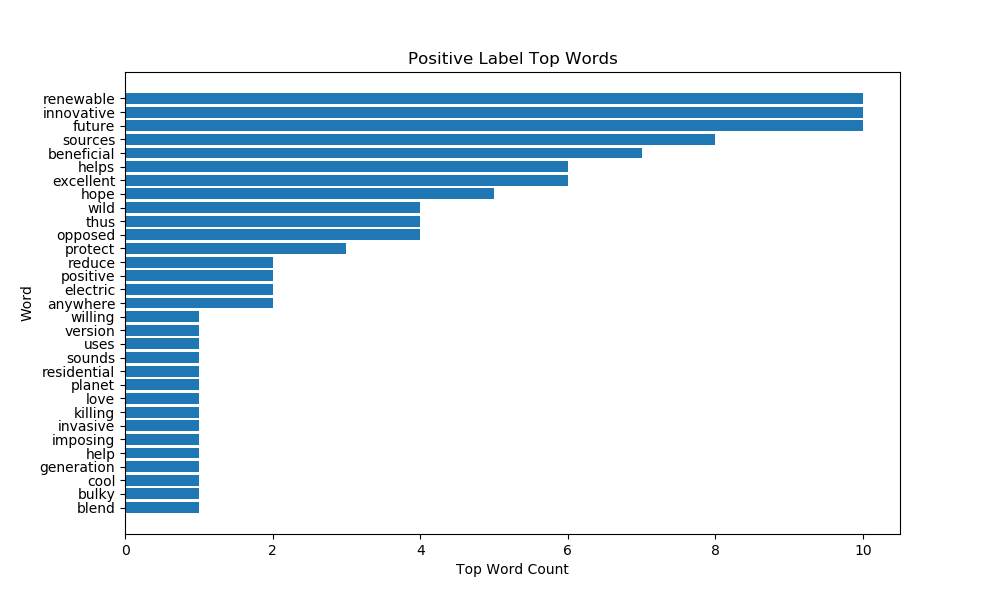 Positive Label Top Words
Word
renewable
innovative
future
sources
beneficial
helps
excellent
hope
wild
thus
opposed
protect
reduce
positive
electric
anywhere
willing
version
uses
sounds
residential
planet
love
killing
invasive
imposing
help
generation
cool
bulky
blend
0 2 4 6 8 10
Top Word Count